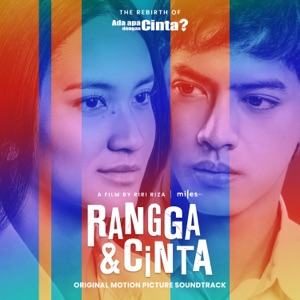 THE REBIRTH OF
Ada apa
dengan
Cinta?
A FILM BY RIRI RIZA | miles
RANGGA
& CINTA
ORIGINAL MOTION PICTURE SOUNDTRACK